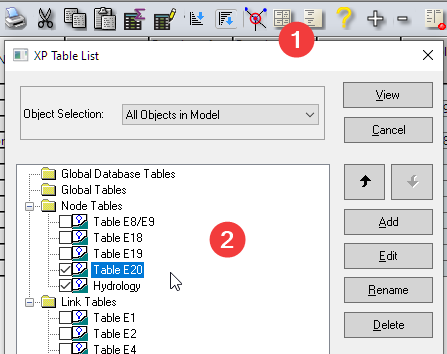 1
XP Table List
Object Selection:
All Objects in Model
View
Cancel
Global Database Tables
Global Tables
Node Tables
Table E8/E9
Table E18
Table E19
Table E20
Hydrology
Link Tables
Table E1
Table E2
Table E4
2
Add
Edit
Rename
Delete